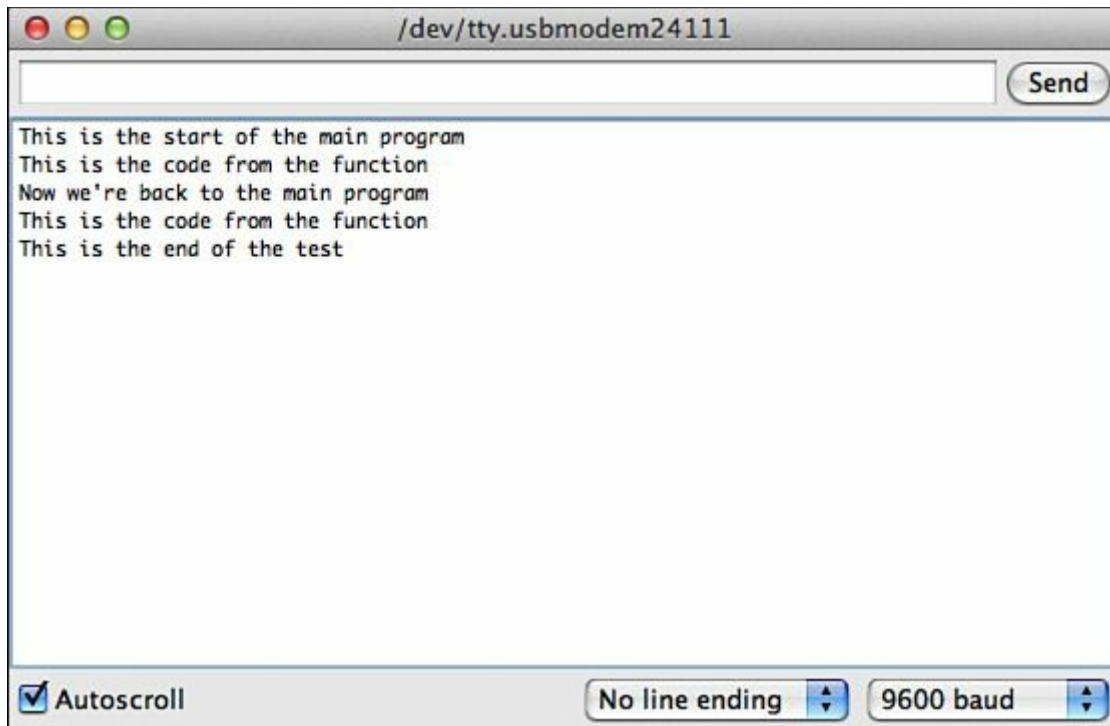 /dev/tty.usbmodem24111
Send
This is the start of the main program
This is the code from the function
Now we're back to the main program
This is the code from the function
This is the end of the test
Autoscroll
No line ending
9600 baud